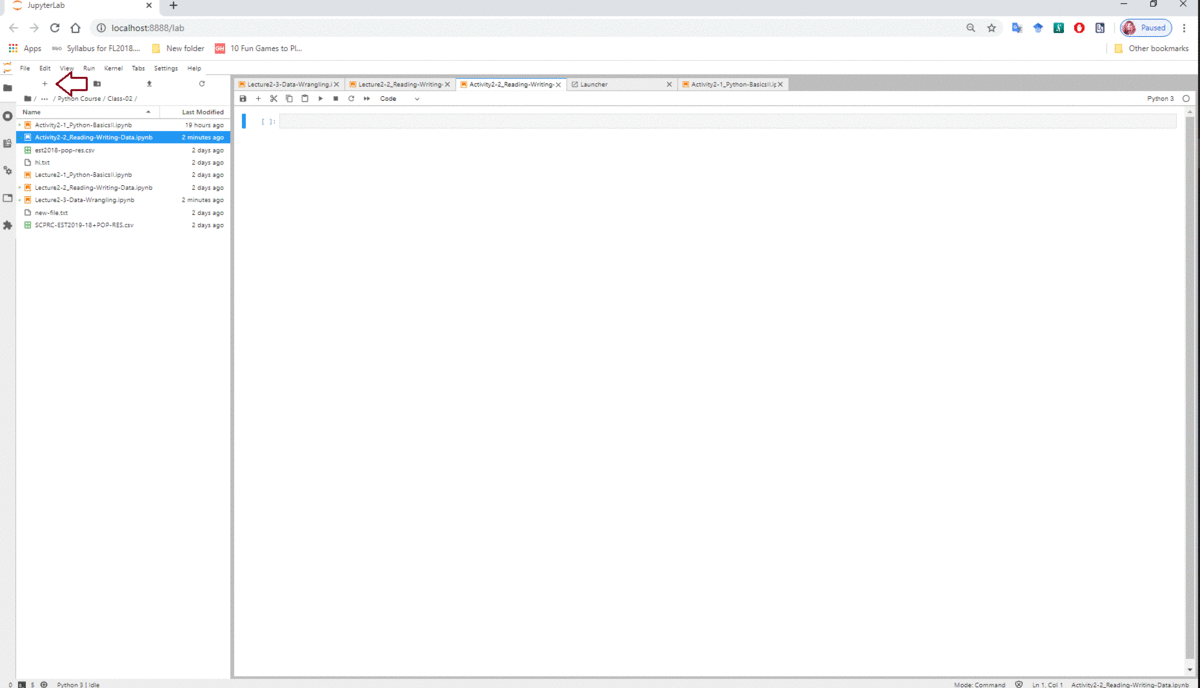 JupyterLab
localhost:8888/lab
Paused
Apps
Syllabus for FL2018...
New folder
10 Fun Games to Pl...
Other bookmarks
File Edit View Run Kernel Tabs Settings Help
/ ... / Python Course / Class-02 /
Name Last Modified
Activity2-1_Python-BasicsII.ipynb 19 hours ago
Activity2-2_Reading-Writing-Data.ipynb 2 minutes ago
est2018-pop-res.csv 2 days ago
hi.txt 2 days ago
Lecture2-1_Python-BasicsII.ipynb 2 days ago
Lecture2-2_Reading-Writing-Data.ipynb 2 days ago
Lecture2-3-Data-Wrangling.ipynb 2 minutes ago
new-file.txt 2 days ago
SCPRC-EST2019-18+POP-RES.csv 2 days ago
Lecture2-3-Data-Wrangling.i
Lecture2-2_Reading-Writing-
Activity2-2_Reading-Writing-
Launcher
Activity2-1_Python-BasicsII.ip
Code
Python 3
[ ]:
0 $ Python 3 | Idle
Mode: Command Ln 1, Col 1 Activity2-2_Reading-Writing-Data.ipynb